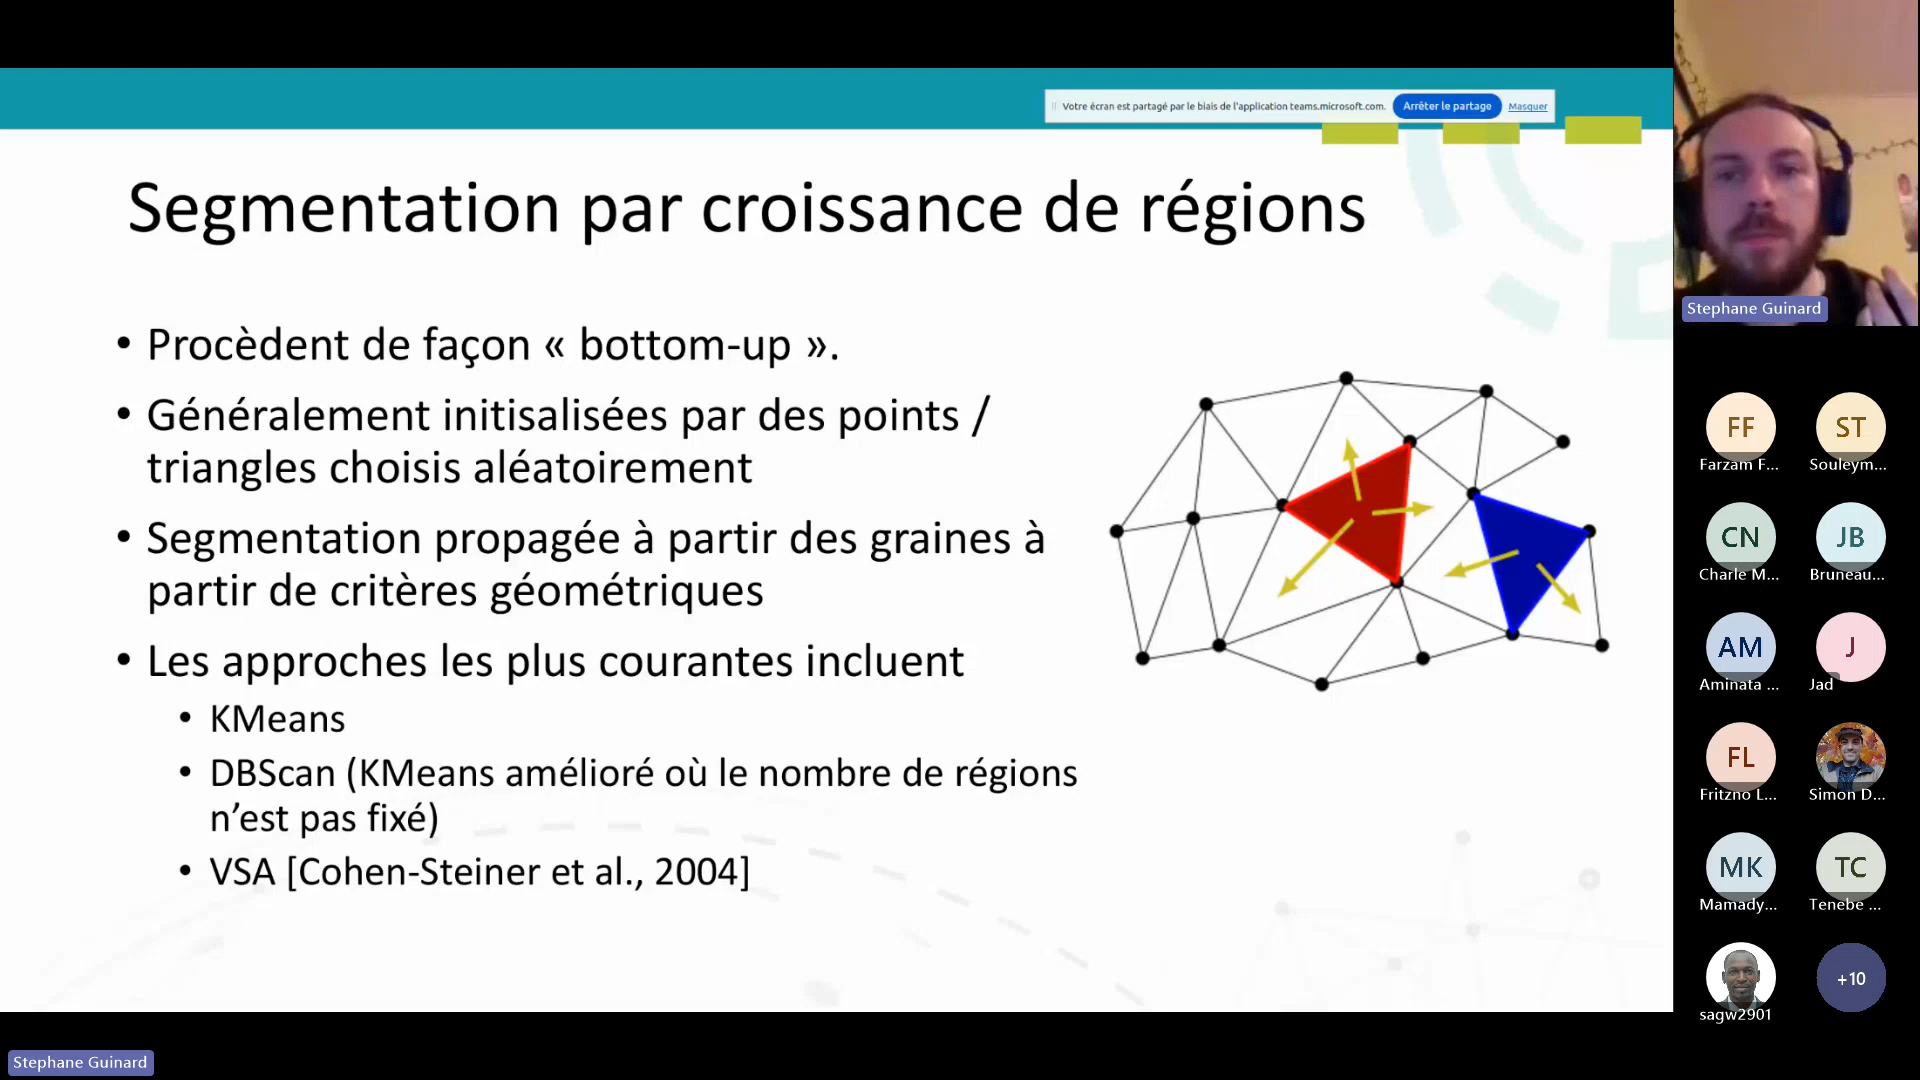 Votre écran est partagé par le biais de l'application teams.microsoft.com.
Arrêter le partage
Masquer
Segmentation par croissance de régions
• Procèdent de façon « bottom-up ».
• Généralement initisalisées par des points /
triangles choisis aléatoirement
• Segmentation propagée à partir des graines à
partir de critères géométriques
• Les approches les plus courantes incluent
• KMeans
• DBScan (KMeans amélioré où le nombre de régions
n'est pas fixé)
• VSA [Cohen-Steiner et al., 2004]
Stephane Guinard
FF
Farzam F...
ST
Souleym...
CN
Charle M...
JB
Bruneau...
AM
Aminata ...
J
Jad
FL
Fritzno L...
Simon D...
MK
Mamady...
TC
Tenebe ...
sagw2901
+10
Stephane Guinard